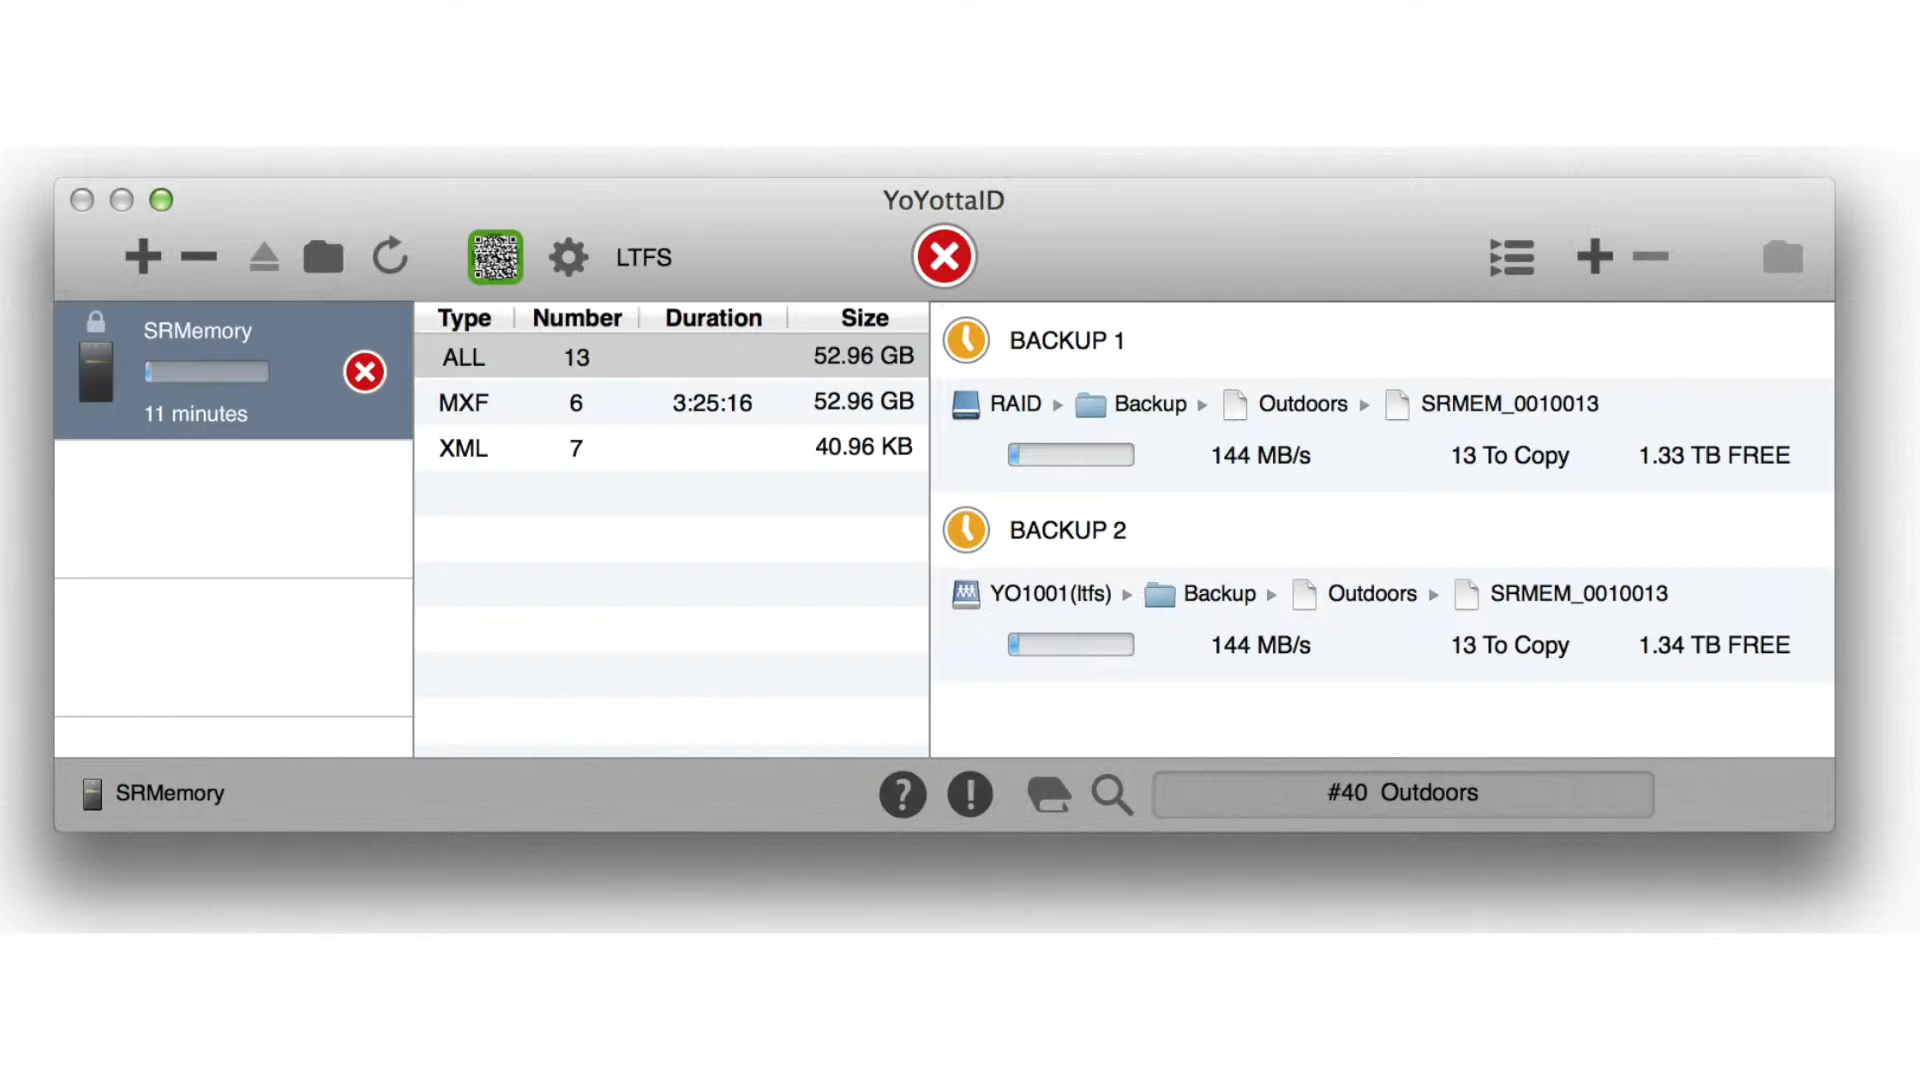 YoYottaID
LTFS
SRMemory
11 minutes
Type Number Duration Size
ALL 13 52.96 GB
MXF 6 3:25:16 52.96 GB
XML 7 40.96 KB
BACKUP 1
RAID Backup Outdoors SRMEM_0010013
144 MB/s 13 To Copy 1.33 TB FREE
BACKUP 2
YO1001(ltfs) Backup Outdoors SRMEM_0010013
144 MB/s 13 To Copy 1.34 TB FREE
SRMemory
#40 Outdoors